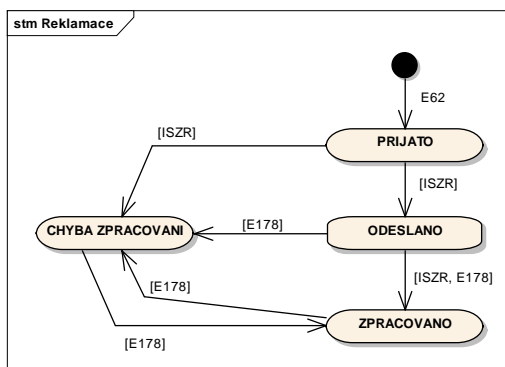 stm Reklamace
E62
PRIJATO
[ISZR]
[ISZR]
CHYBA ZPRACOVANI
[E178]
ODESLANO
[E178]
[ISZR, E178]
ZPRACOVANO
[E178]